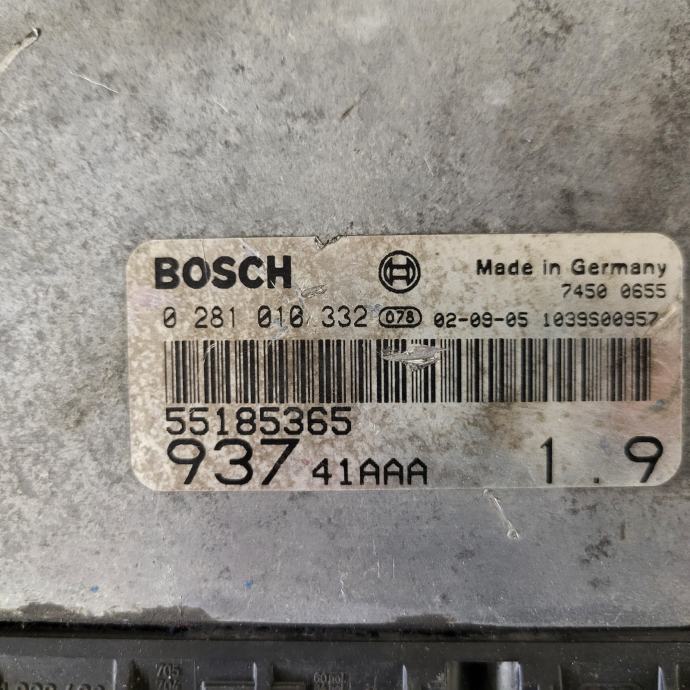 BOSCH
Made in Germany
7450 0655
0 281 010 332 078 02-09-05 1039S00957
55185365
937 41AAA 1.9
705